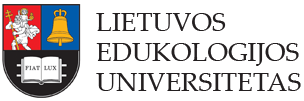 LIETUVOS
EDUKOLOGIJOS
UNIVERSITETAS
FIAT LUX